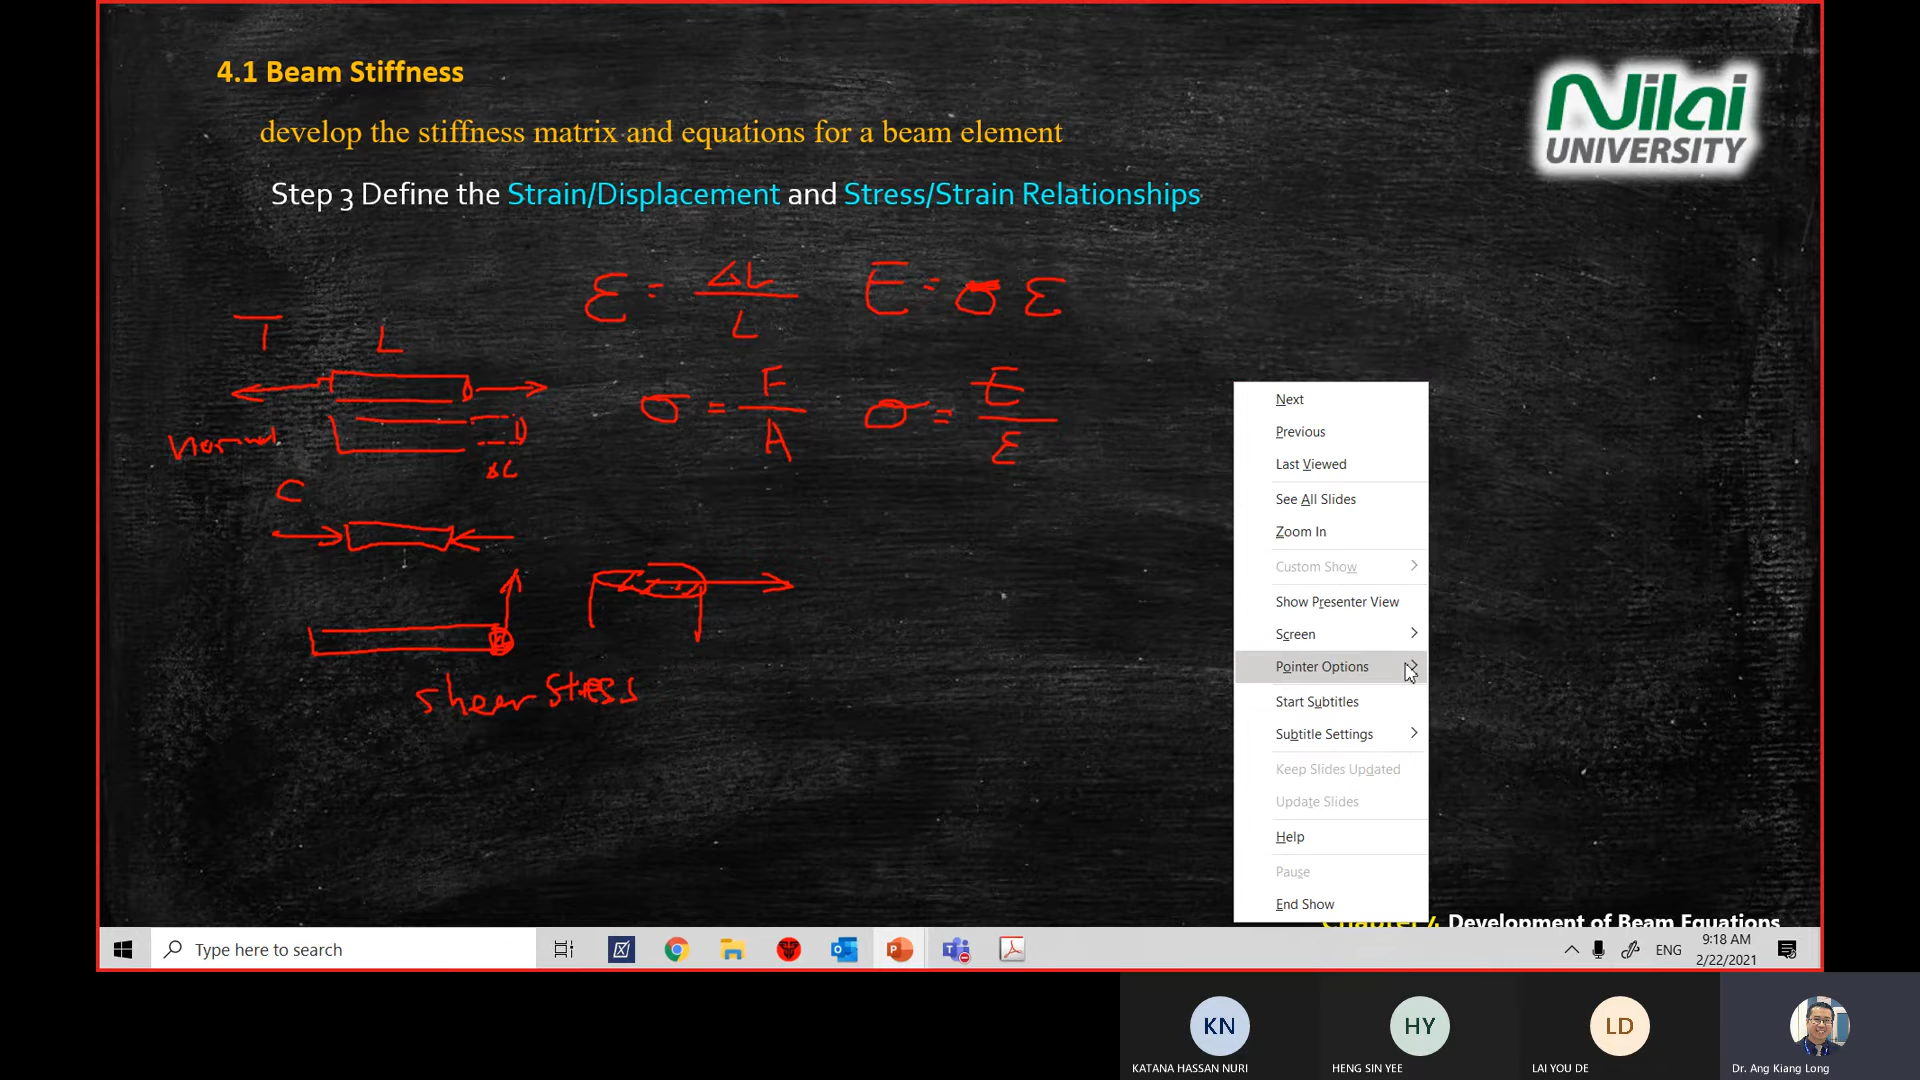 4.1 Beam Stiffness
develop the stiffness matrix and equations for a beam element
Step 3 Define the Strain/Displacement and Stress/Strain Relationships
Nilai
UNIVERSITY
ε = ΔL / L
E = σ ε
T
L
σ = F / A
σ = E / ε
Normal
ΔL
C
shear stress
Next
Previous
Last Viewed
See All Slides
Zoom In
Custom Show
Show Presenter View
Screen
Pointer Options
Start Subtitles
Subtitle Settings
Keep Slides Updated
Update Slides
Help
Pause
End Show
Chapter 4 Development of Beam Equations
Type here to search
ENG
9:18 AM
2/22/2021
KN
HY
LD
KATANA HASSAN NURI
HENG SIN YEE
LAI YOU DE
Dr. Ang Kiang Long